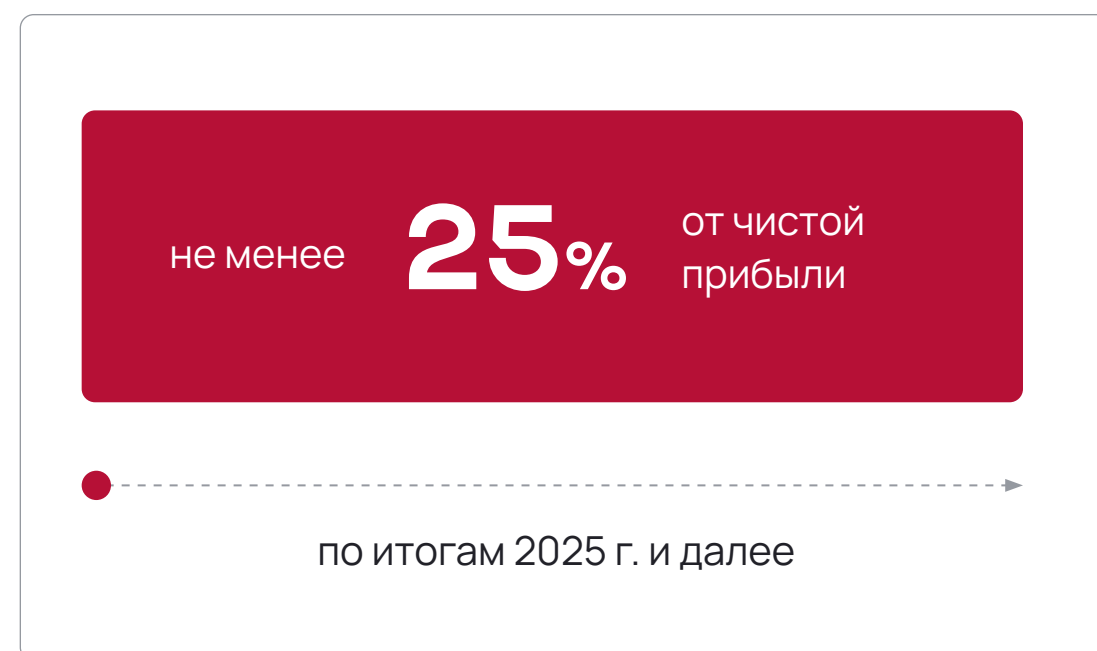 не менее
25%
от чистой
прибыли
по итогам 2025 г. и далее